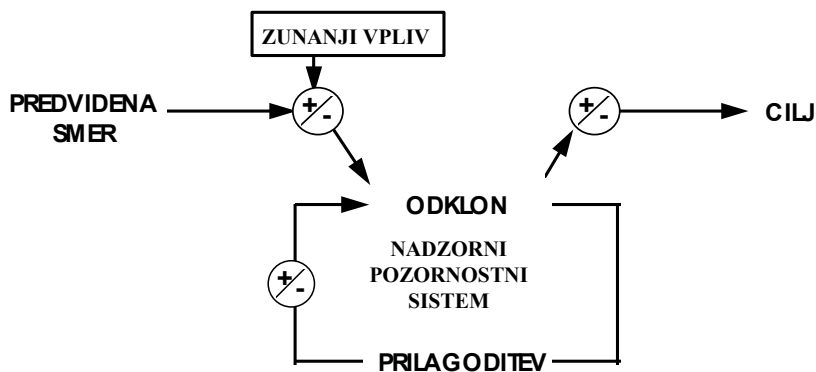 ZUNANJI VPLIV
PREDVIDENA
SMER
+/-
+/-
CILJ
ODKLON
NADZORNI
POZORNOSTNI
SISTEM
+/-
PRILAGODITEV